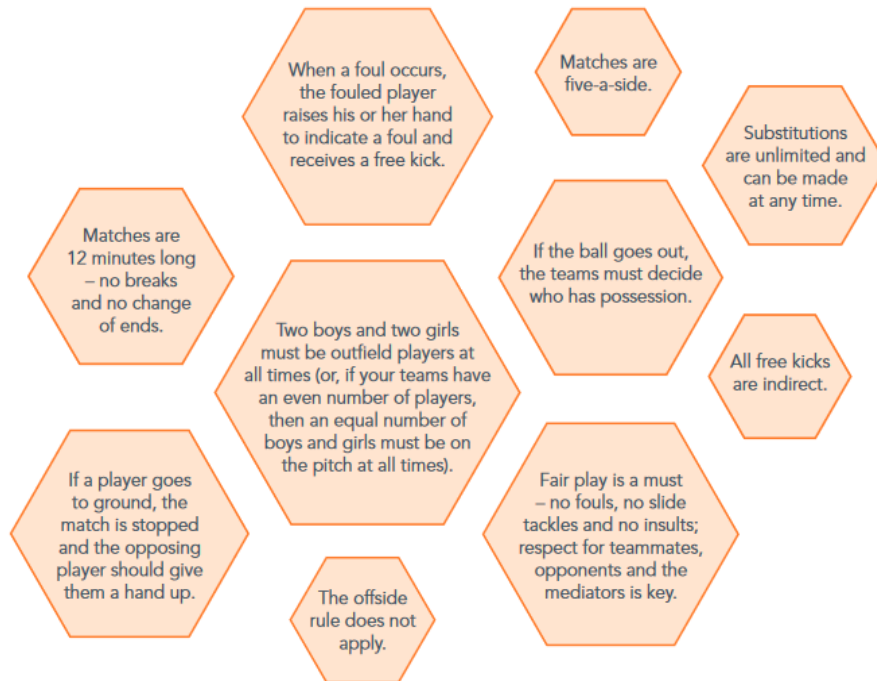 When a foul occurs,
the fouled player
raises his or her hand
to indicate a foul and
receives a free kick.
Matches are
five-a-side.
Substitutions
are unlimited and
can be made
at any time.
Matches are
12 minutes long
– no breaks
and no change
of ends.
If the ball goes out,
the teams must decide
who has possession.
Two boys and two girls
must be outfield players at
all times (or, if your teams have
an even number of players,
then an equal number of
boys and girls must be on
the pitch at all times).
All free kicks
are indirect.
If a player goes
to ground, the
match is stopped
and the opposing
player should give
them a hand up.
Fair play is a must
– no fouls, no slide
tackles and no insults;
respect for teammates,
opponents and the
mediators is key.
The offside
rule does not
apply.